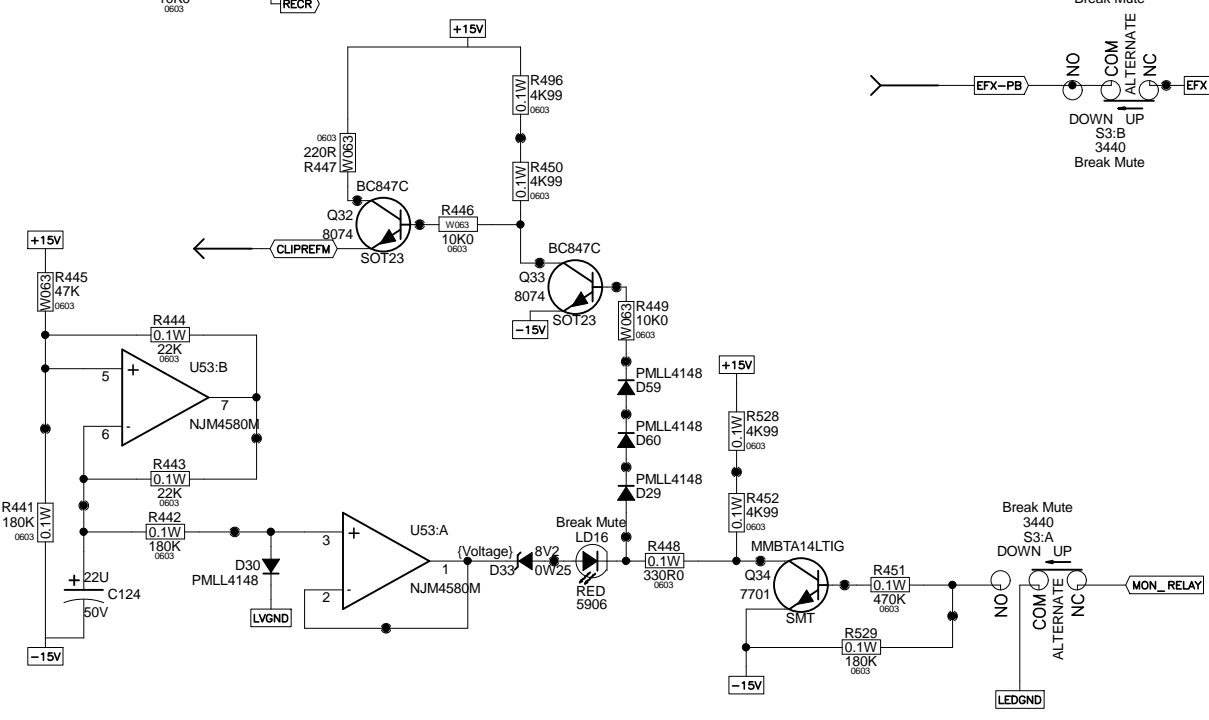 0603
RECR
Break Mute
+15V
R496
4K99
0603
0.1W
0603
220R
R447
W063
R450
4K99
0603
0.1W
BC847C
Q32
8074
SOT23
R446
W063
10K0
0603
CLIPREFM
BC847C
Q33
8074
SOT23
-15V
R449
10K0
0603
W063
NO
COM
ALTERNATE
NC
EFX-PB
EFX
DOWN UP
S3:B
3440
Break Mute
+15V
R445
47K
0603
W063
R444
0.1W
22K
0603
U53:B
5
+
6
-
7
NJM4580M
R443
0.1W
22K
0603
R441
180K
0603
0.1W
R442
0.1W
180K
0603
+ 22U
C124
50V
-15V
D30
PMLL4148
LVGND
U53:A
3
+
2
-
1
NJM4580M
{Voltage}
D33
8V2
0W25
Break Mute
LD16
RED
5906
PMLL4148
D59
PMLL4148
D60
PMLL4148
D29
+15V
R528
4K99
0603
0.1W
R452
4K99
0603
0.1W
R448
0.1W
330R0
0603
MMBTA14LTIG
Q34
7701
SMT
R451
0.1W
470K
0603
R529
0.1W
180K
0603
-15V
Break Mute
3440
S3:A
DOWN UP
NO
COM
ALTERNATE
NC
MON_RELAY
LEDGND